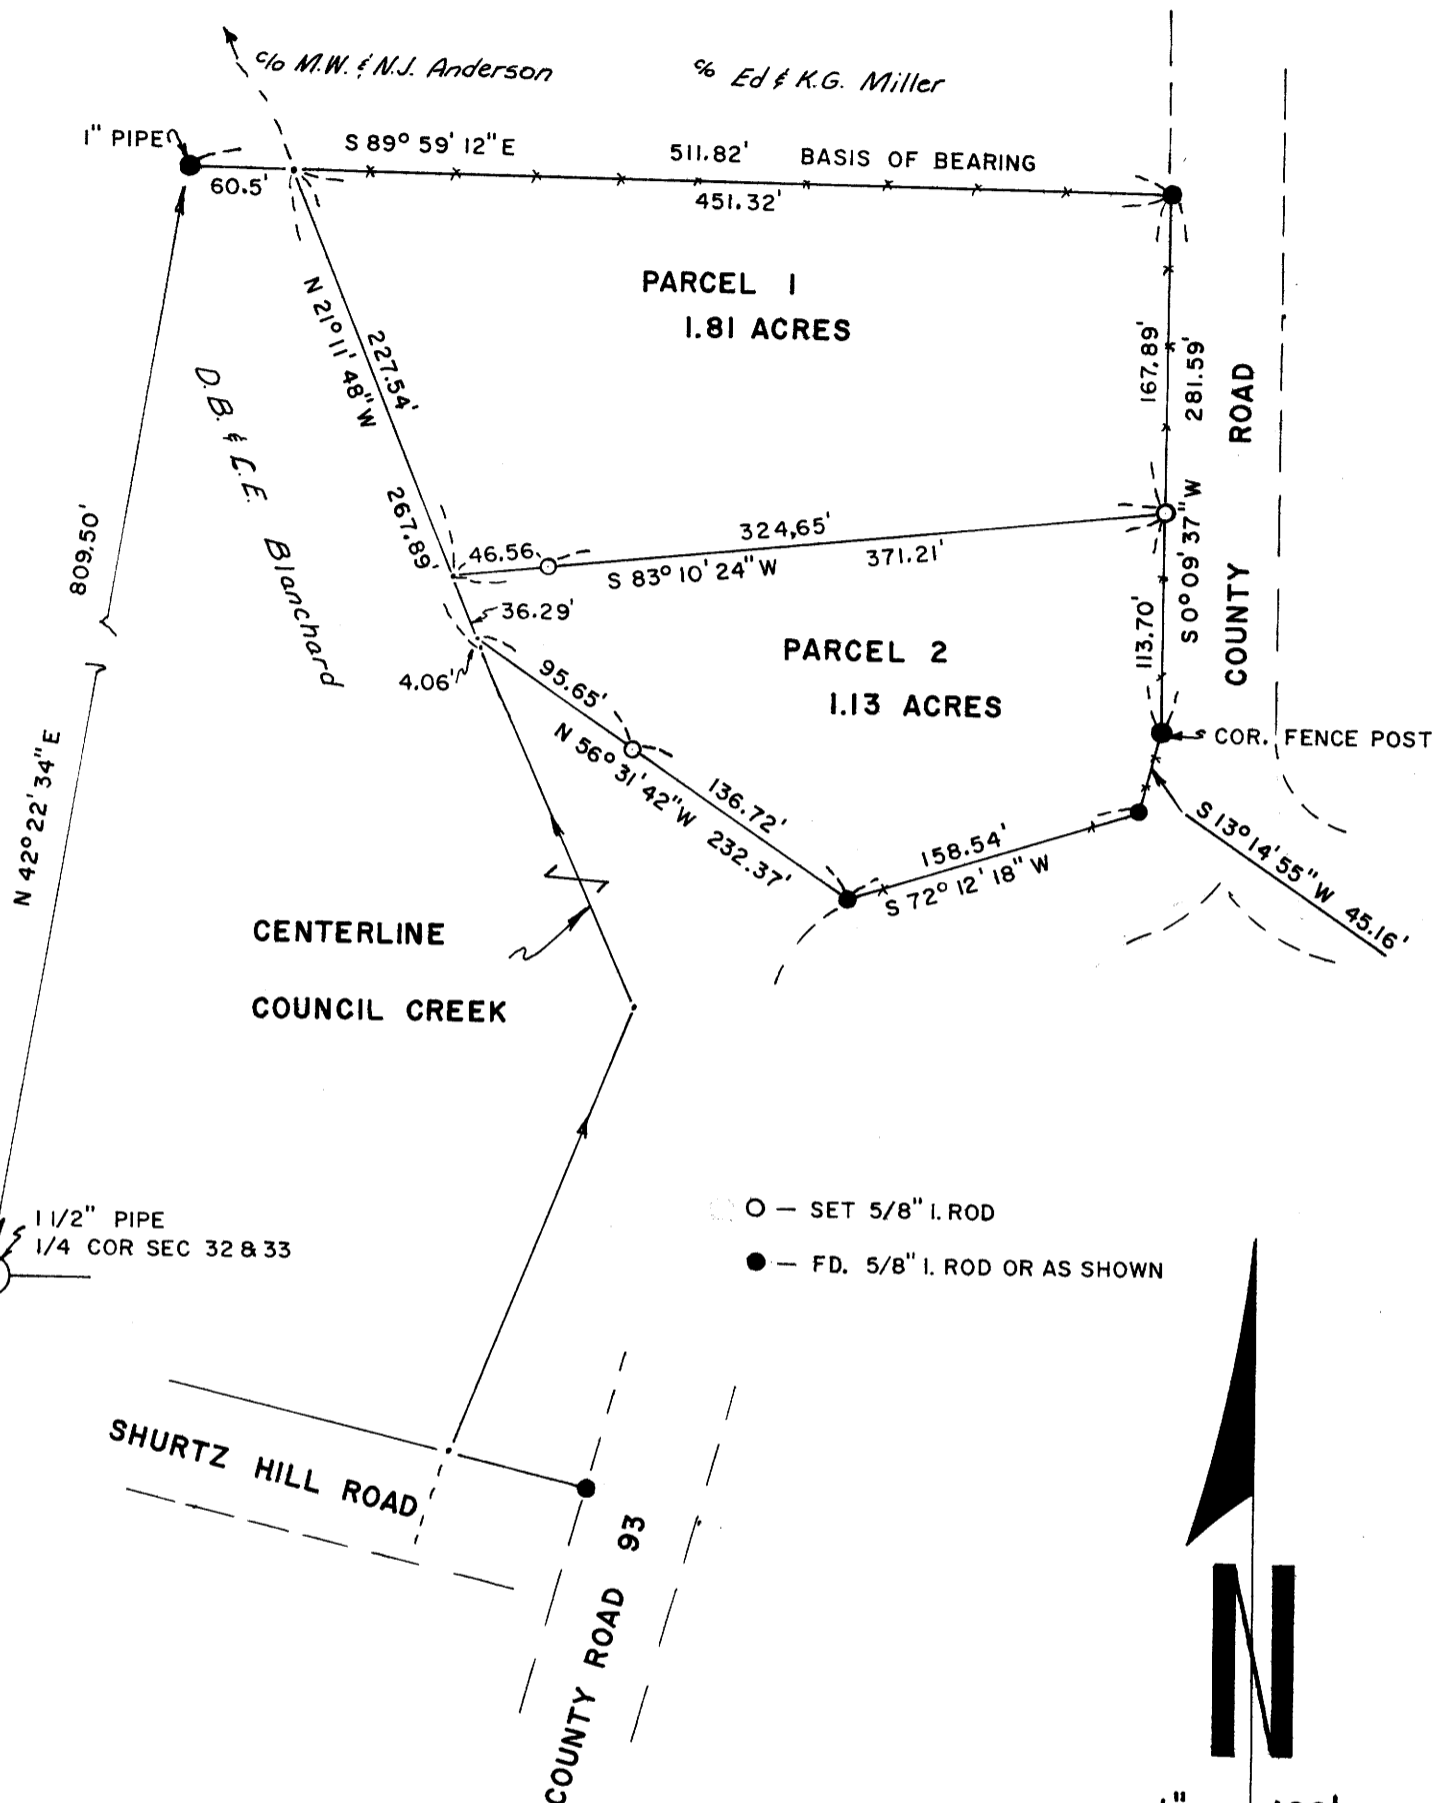 c/o M.W. & N.J. Anderson
c/o Ed & K.G. Miller
1" PIPE
S 89° 59' 12" E
511.82'
BASIS OF BEARING
60.5'
451.32'
PARCEL 1
1.81 ACRES
N 21° 11' 48" W
227.54'
267.89'
167.89'
281.59'
S 0° 09' 37" W
COUNTY ROAD
D.B. & C.E. Blanchard
809.50'
N 42° 22' 34" E
46.56
324,65'
S 83° 10' 24" W
371.21'
36.29'
4.06'
PARCEL 2
1.13 ACRES
113.70'
95.65'
N 56° 31' 42" W 232.37'
136.72'
COR. FENCE POST
158.54'
S 72° 12' 18" W
S 13° 14' 55" W 45.16'
CENTERLINE
COUNCIL CREEK
1 1/2" PIPE
1/4 COR SEC 32 & 33
O — SET 5/8" I. ROD
● — FD. 5/8" I. ROD OR AS SHOWN
SHURTZ HILL ROAD
COUNTY ROAD 93
N